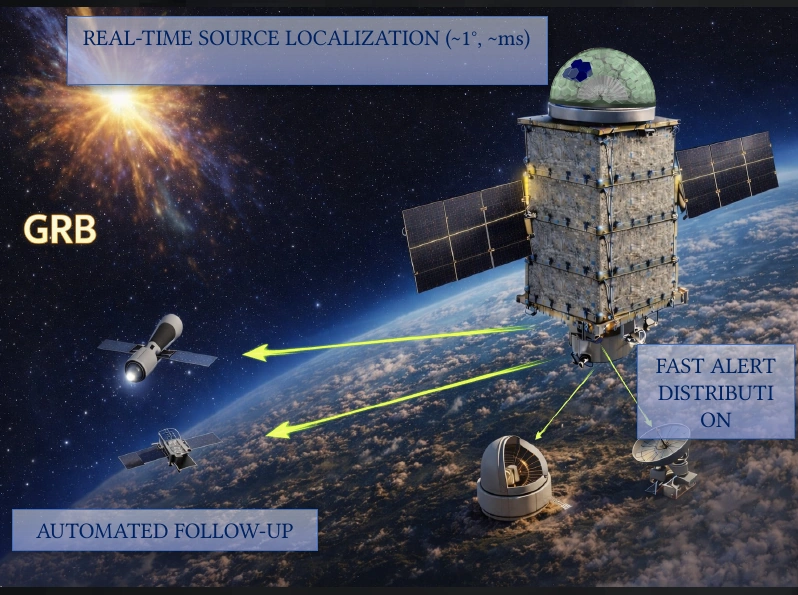 REAL-TIME SOURCE LOCALIZATION (~1°, ~ms)
GRB
FAST ALERT
DISTRIBUTI
ON
AUTOMATED FOLLOW-UP